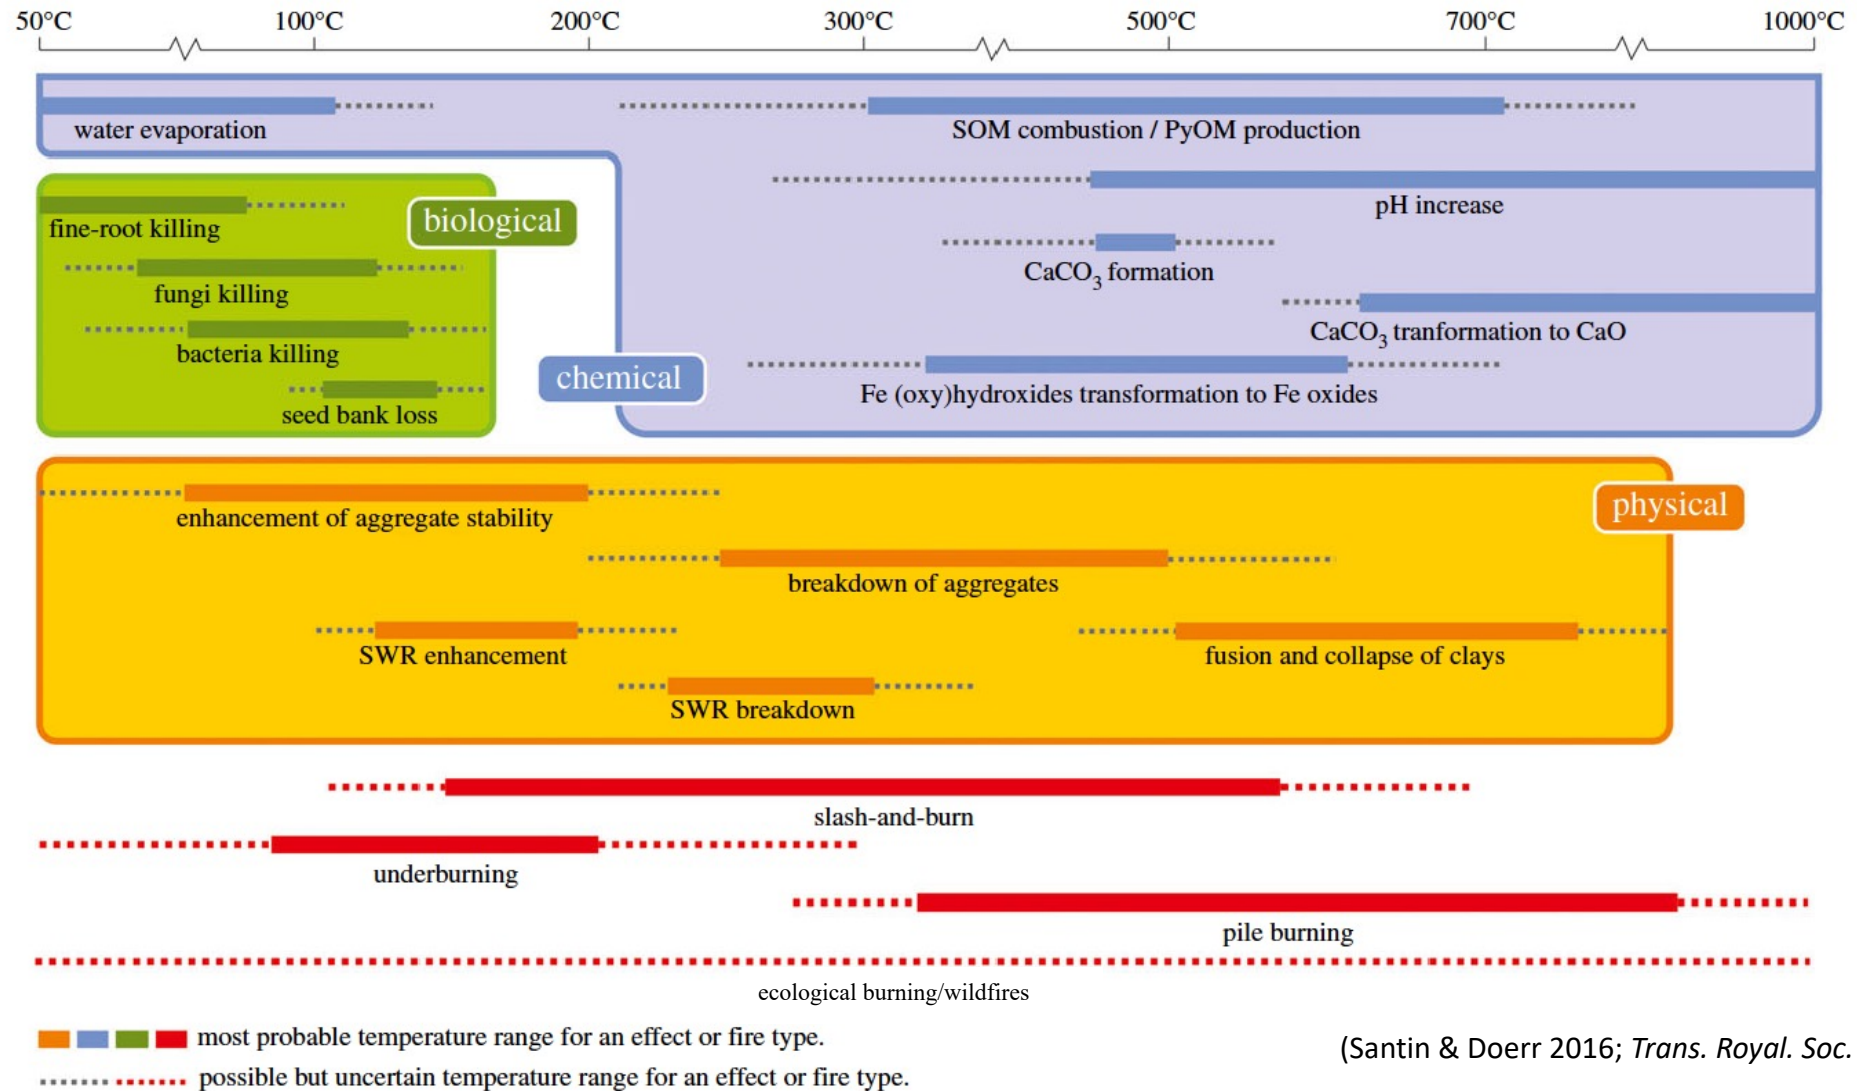 50°C 100°C 200°C 300°C 500°C 700°C 1000°C
water evaporation
SOM combustion / PyOM production
pH increase
biological
fine-root killing
CaCO3 formation
fungi killing
CaCO3 tranformation to CaO
bacteria killing
chemical
Fe (oxy)hydroxides transformation to Fe oxides
seed bank loss
physical
enhancement of aggregate stability
breakdown of aggregates
SWR enhancement
fusion and collapse of clays
SWR breakdown
slash-and-burn
underburning
pile burning
ecological burning/wildfires
most probable temperature range for an effect or fire type.
(Santin & Doerr 2016; Trans. Royal. Soc.
possible but uncertain temperature range for an effect or fire type.